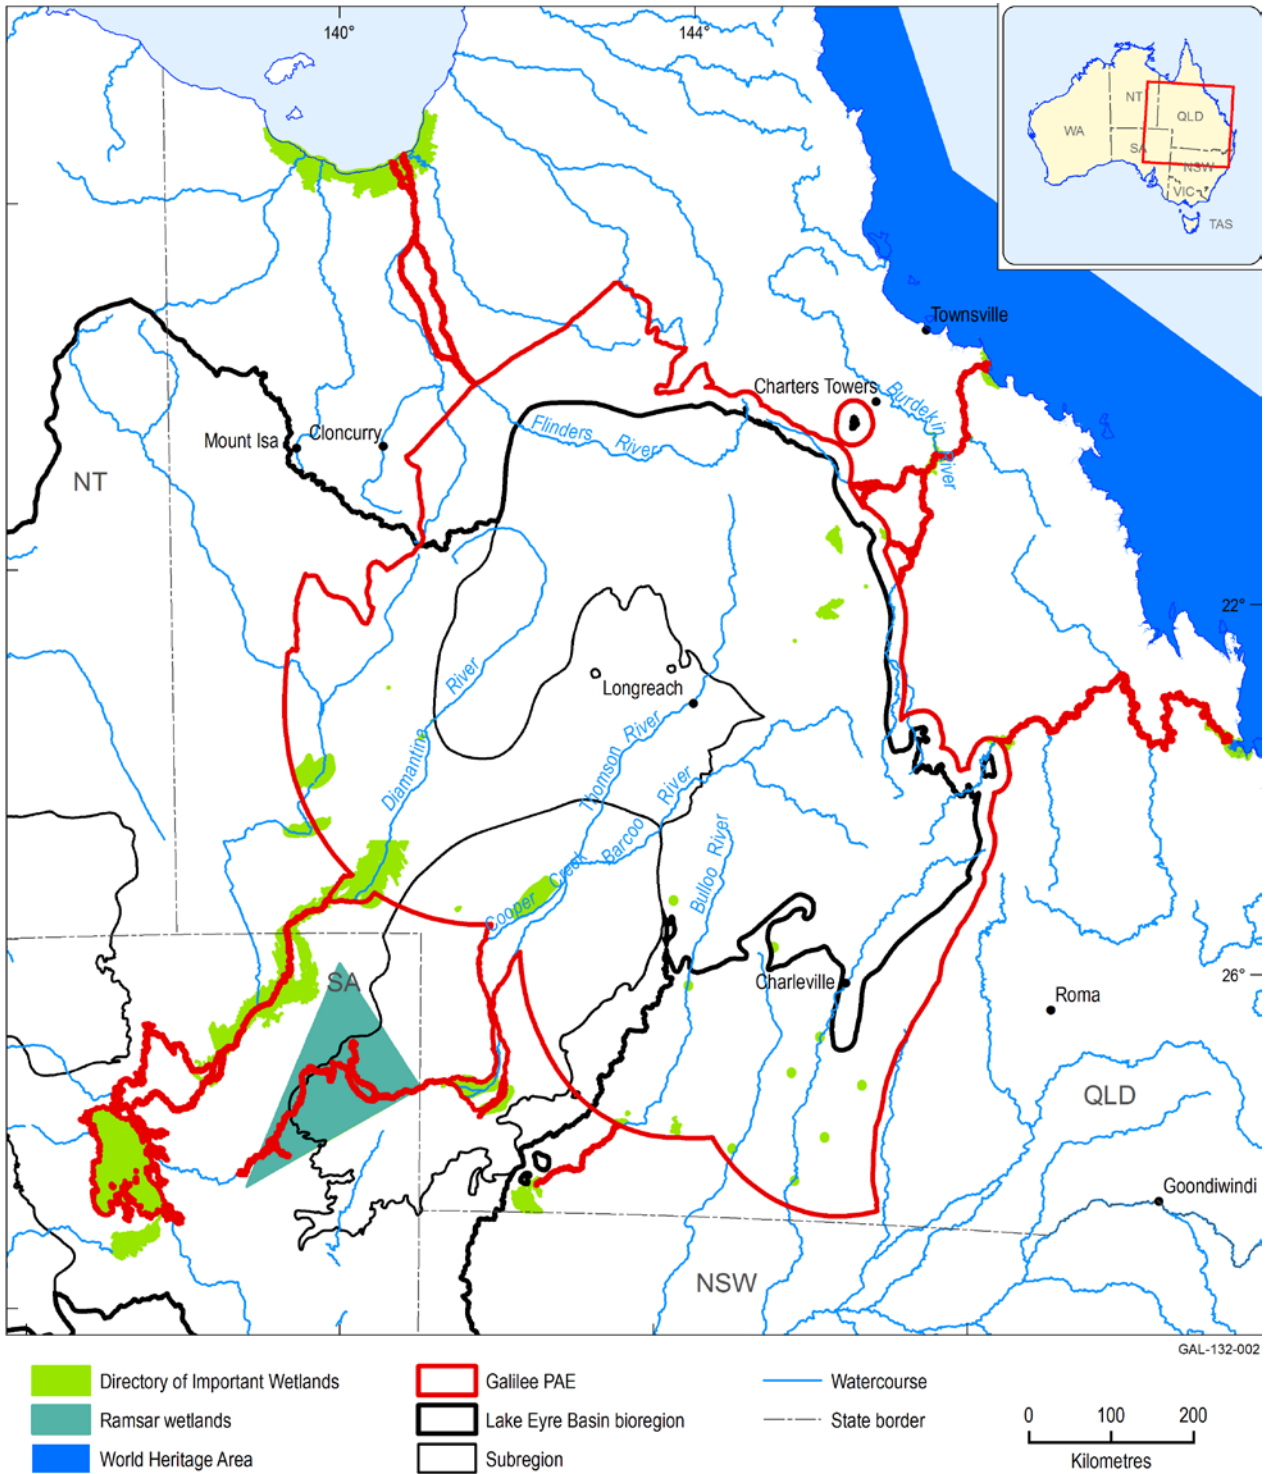 140°
144°
NT
QLD
WA
SA
NSW
VIC
TAS
Townsville
Charters Towers
Burdekin River
Flinders River
Mount Isa
Cloncurry
NT
22°
Diamantina River
Longreach
Thomson River
Barcoo River
Cooper Creek
Bulloo River
SA
Charleville
26°
Roma
QLD
Goondiwindi
NSW
GAL-132-002
Directory of Important Wetlands
Galilee PAE
Watercourse
Ramsar wetlands
Lake Eyre Basin bioregion
State border
World Heritage Area
Subregion
0 100 200
Kilometres